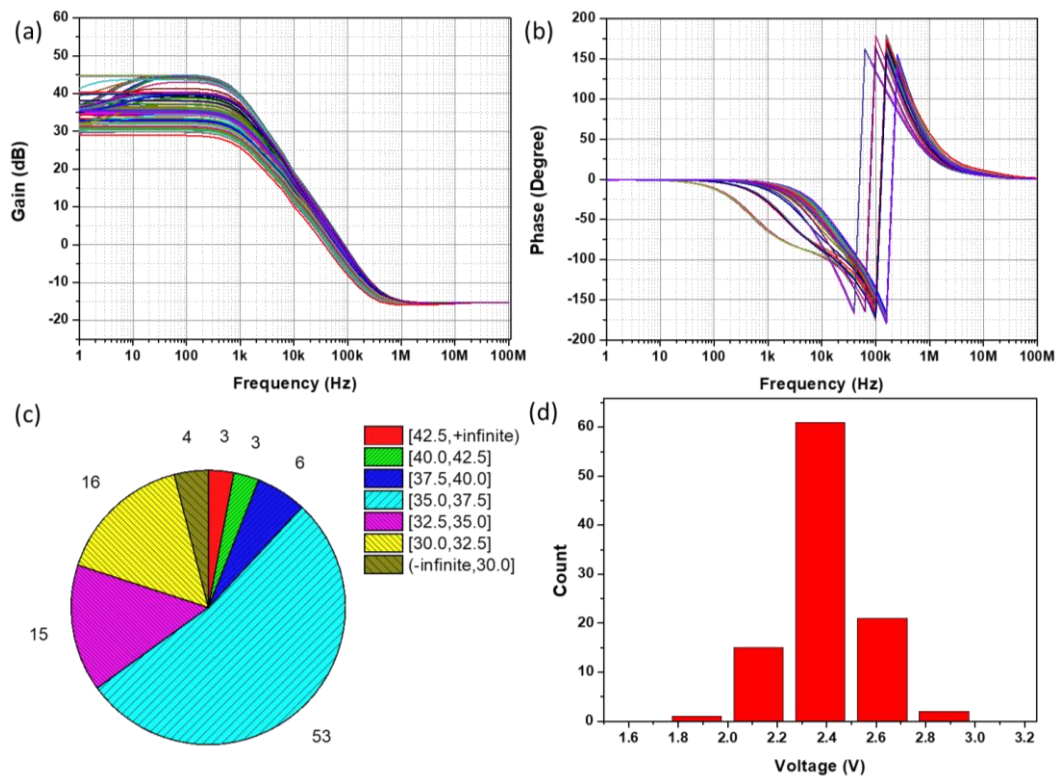 (a)
60
50
40
30
20
10
0
-10
-20
Gain (dB)
1 10 100 1k 10k 100k 1M 10M 100M
Frequency (Hz)
(b)
200
150
100
50
0
-50
-100
-150
-200
Phase (Degree)
1 10 100 1k 10k 100k 1M 10M 100M
Frequency (Hz)
(c)
4 3 3
6
16
15
53
[42.5,+infinite)
[40.0,42.5]
[37.5,40.0]
[35.0,37.5]
[32.5,35.0]
[30.0,32.5]
(-infinite,30.0]
(d)
60
50
40
30
20
10
0
Count
1.6 1.8 2.0 2.2 2.4 2.6 2.8 3.0 3.2
Voltage (V)